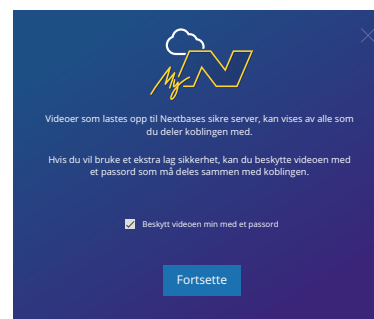 My N
Videoer som lastes opp til Nextbases sikre server, kan vises av alle som
du deler koblingen med.
Hvis du vil bruke et ekstra lag sikkerhet, kan du beskytte videoen med
et passord som må deles sammen med koblingen.
Beskytt videoen min med et passord
Fortsette